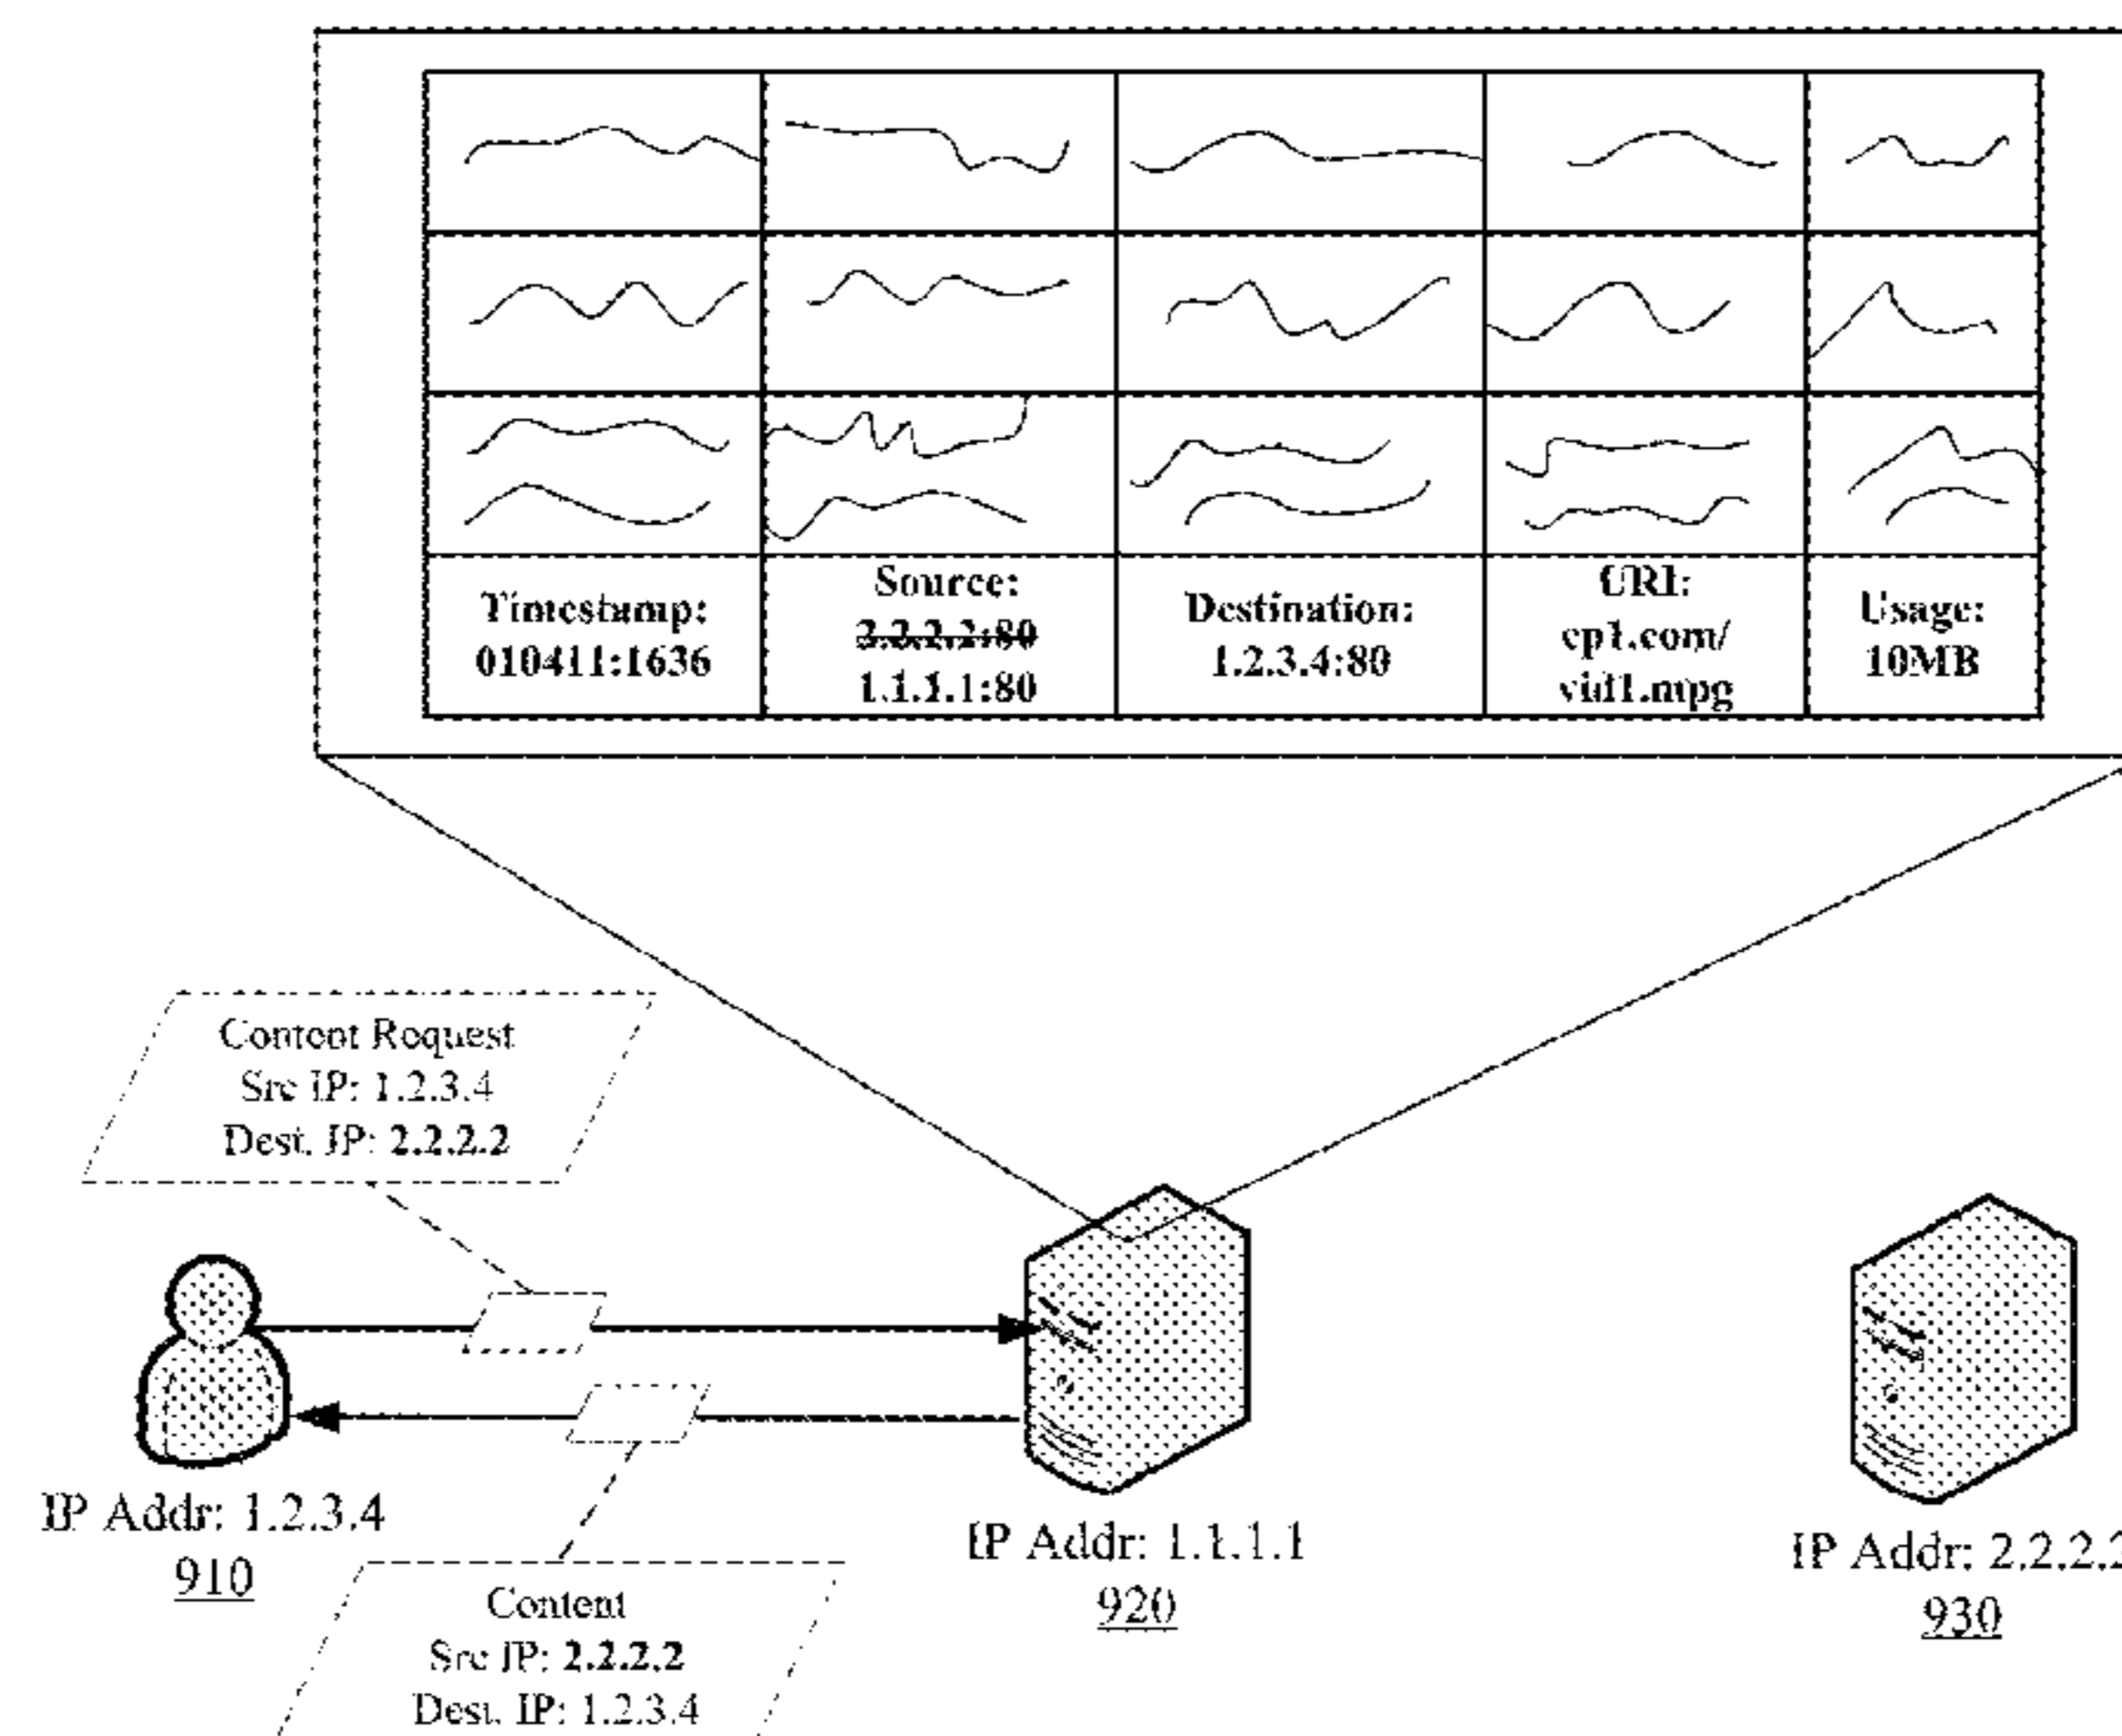 Timestamp:
010411:1636
Source:
2.2.2.2:80
1.1.1.1:80
Destination:
1.2.3.4:80
URI:
cp1.com/
vid1.mpg
Usage:
10MB
Content Request
Src IP: 1.2.3.4
Dest. IP: 2.2.2.2
IP Addr: 1.2.3.4
910
IP Addr: 1.1.1.1
920
IP Addr: 2.2.2.2
930
Content
Src IP: 2.2.2.2
Dest. IP: 1.2.3.4